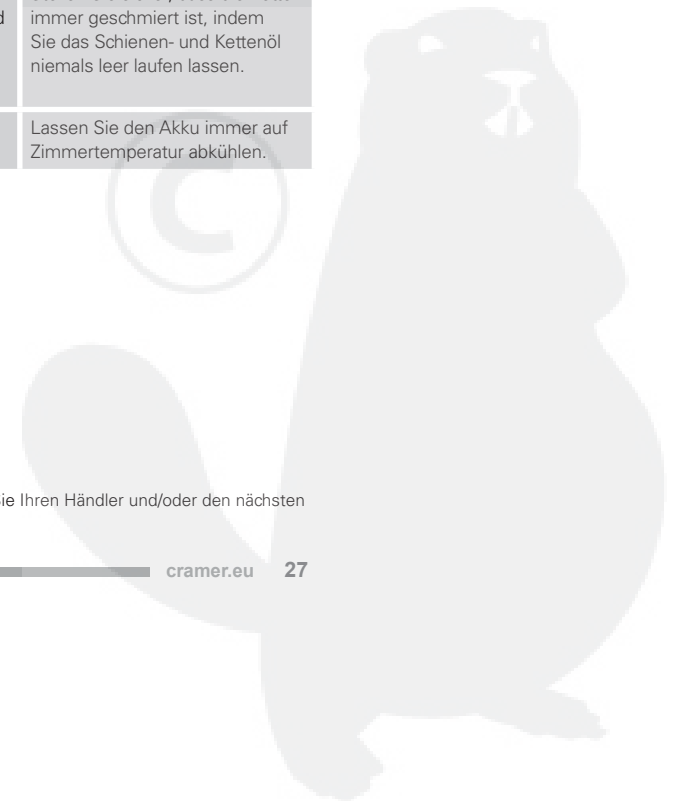 d
immer geschmiert ist, indem
Sie das Schienen- und Kettenöl
niemals leer laufen lassen.
Lassen Sie den Akku immer auf
Zimmertemperatur abkühlen.
©
ie Ihren Händler und/oder den nächsten
cramer.eu 27